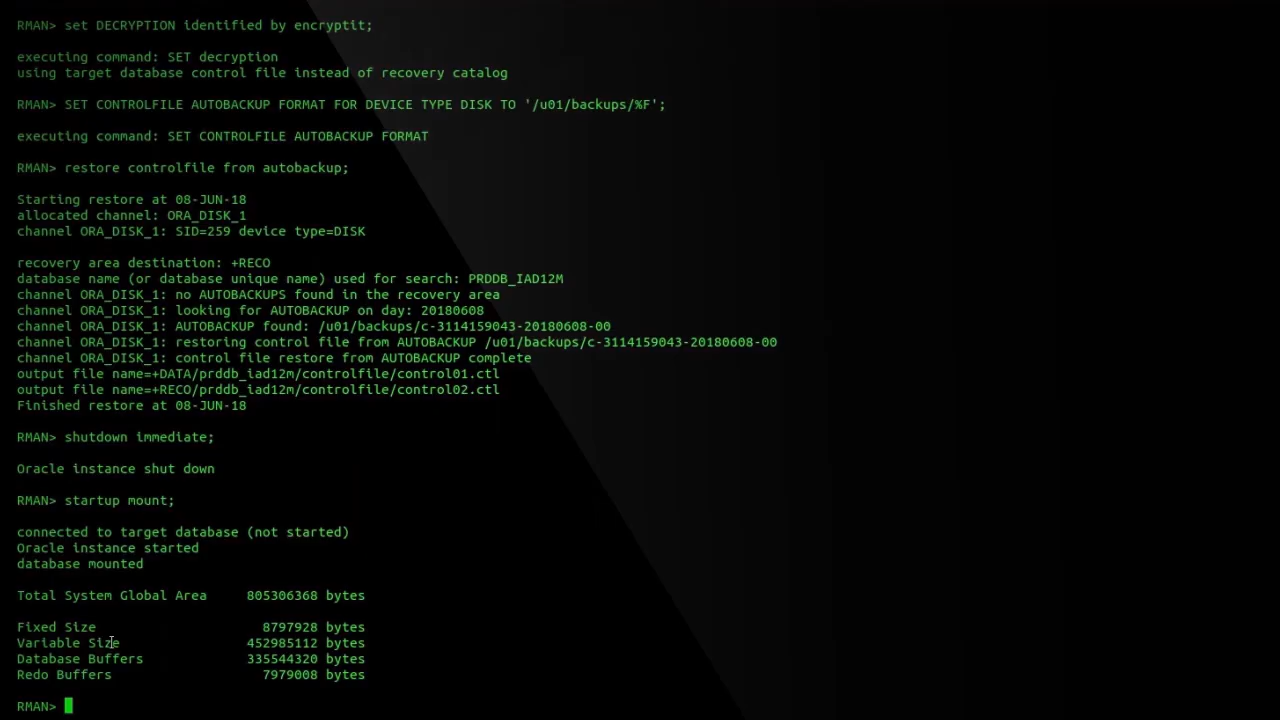 RMAN> set DECRYPTION identified by encryptit;
executing command: SET decryption
using target database control file instead of recovery catalog
RMAN> SET CONTROLFILE AUTOBACKUP FORMAT FOR DEVICE TYPE DISK TO '/u01/backups/%F';
executing command: SET CONTROLFILE AUTOBACKUP FORMAT
RMAN> restore controlfile from autobackup;
Starting restore at 08-JUN-18
allocated channel: ORA_DISK_1
channel ORA_DISK_1: SID=259 device type=DISK
recovery area destination: +RECO
database name (or database unique name) used for search: PRDDB_IAD12M
channel ORA_DISK_1: no AUTOBACKUPS found in the recovery area
channel ORA_DISK_1: looking for AUTOBACKUP on day: 20180608
channel ORA_DISK_1: AUTOBACKUP found: /u01/backups/c-3114159043-20180608-00
channel ORA_DISK_1: restoring control file from AUTOBACKUP /u01/backups/c-3114159043-20180608-00
channel ORA_DISK_1: control file restore from AUTOBACKUP complete
output file name=+DATA/prddb_iad12m/controlfile/control01.ctl
output file name=+RECO/prddb_iad12m/controlfile/control02.ctl
Finished restore at 08-JUN-18
RMAN> shutdown immediate;
Oracle instance shut down
RMAN> startup mount;
connected to target database (not started)
Oracle instance started
database mounted
Total System Global Area     805306368 bytes
Fixed Size                     8797928 bytes
Variable Size                452985112 bytes
Database Buffers             335544320 bytes
Redo Buffers                   7979008 bytes
RMAN>